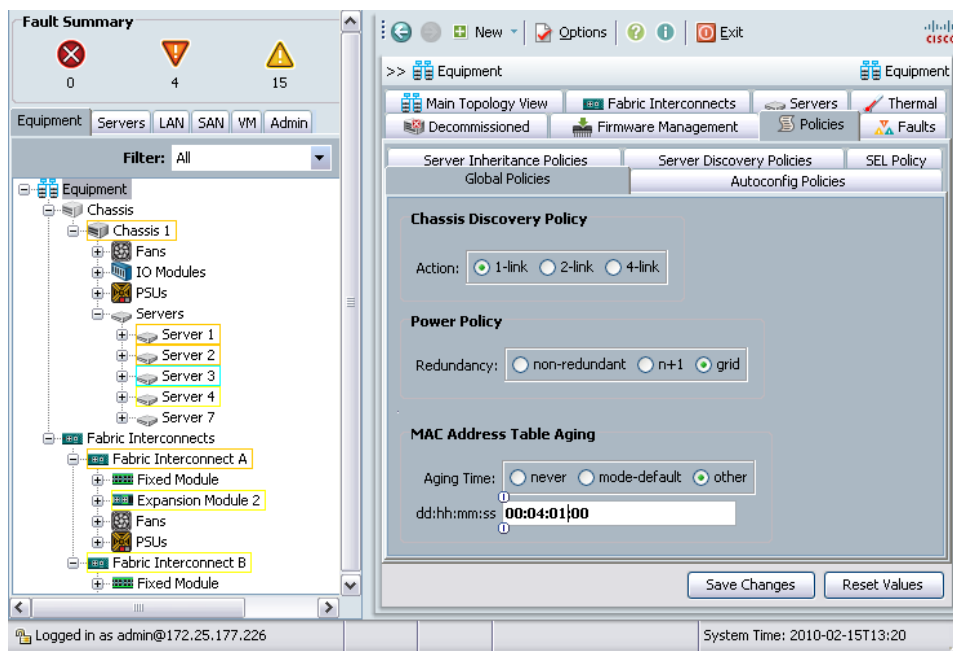 Fault Summary
0 4 15
Equipment Servers LAN SAN VM Admin
Filter: All
Equipment
Chassis
Chassis 1
Fans
IO Modules
PSUs
Servers
Server 1
Server 2
Server 3
Server 4
Server 7
Fabric Interconnects
Fabric Interconnect A
Fixed Module
Expansion Module 2
Fans
PSUs
Fabric Interconnect B
Fixed Module
New Options Exit
cisco
>> Equipment Equipment
Main Topology View Fabric Interconnects Servers Thermal
Decommissioned Firmware Management Policies Faults
Server Inheritance Policies Server Discovery Policies SEL Policy
Global Policies Autoconfig Policies
Chassis Discovery Policy
Action: 1-link 2-link 4-link
Power Policy
Redundancy: non-redundant n+1 grid
MAC Address Table Aging
Aging Time: never mode-default other
dd:hh:mm:ss 00:04:01:00
Save Changes Reset Values
Logged in as admin@172.25.177.226 System Time: 2010-02-15T13:20